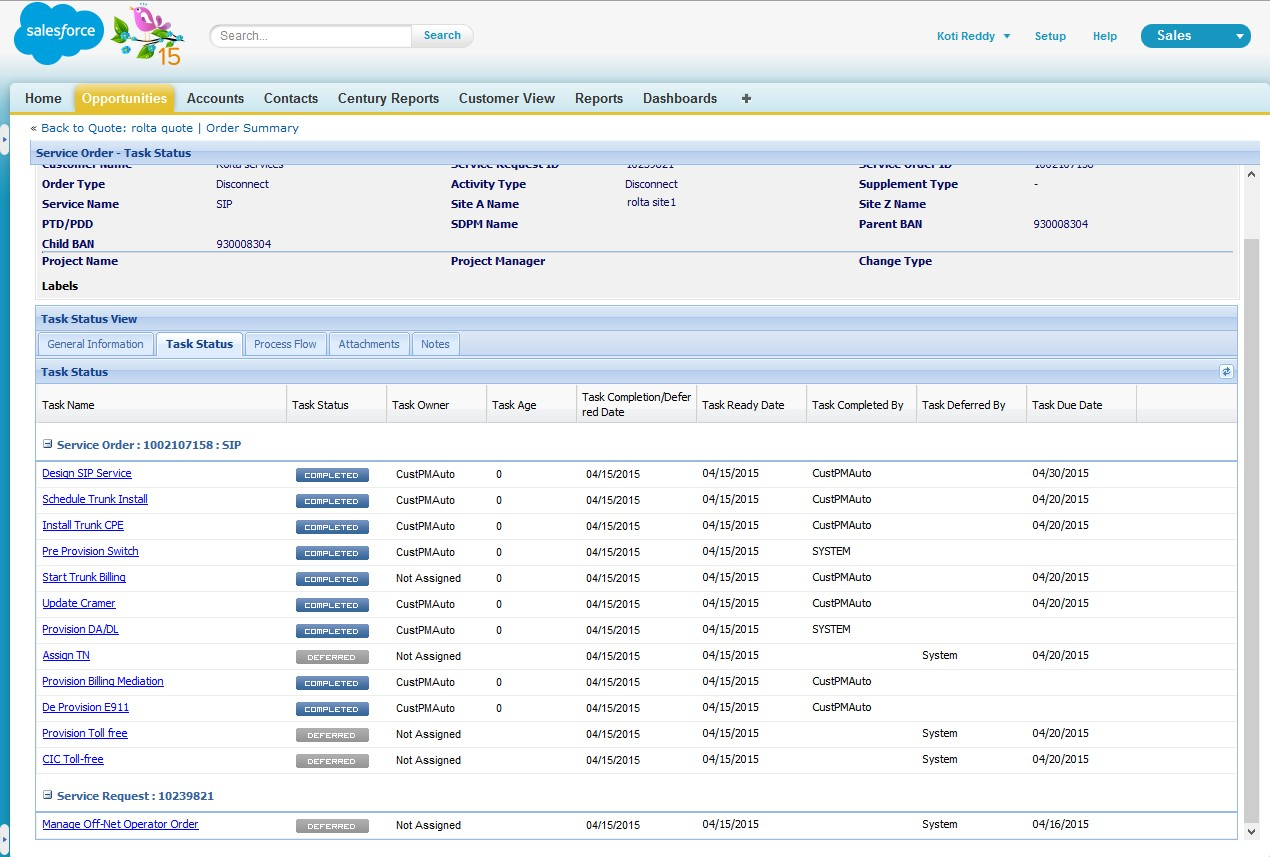 salesforce
15
Search...
Search
Koti Reddy
Setup
Help
Sales
Home Opportunities Accounts Contacts Century Reports Customer View Reports Dashboards +
« Back to Quote: rolta quote | Order Summary
Service Order - Task Status
Customer Name Rolta services Service Request ID 10239821 Service Order ID 1002107158
Order Type Disconnect Activity Type Disconnect Supplement Type -
Service Name SIP Site A Name rolta site1 Site Z Name
PTD/PDD SDPM Name Parent BAN 930008304
Child BAN 930008304
Project Name Project Manager Change Type
Labels
Task Status View
General Information Task Status Process Flow Attachments Notes
Task Status
Task Name Task Status Task Owner Task Age Task Completion/Defer
red Date Task Ready Date Task Completed By Task Deferred By Task Due Date
Service Order : 1002107158 : SIP
Design SIP Service COMPLETED CustPMAuto 0 04/15/2015 04/15/2015 CustPMAuto 04/30/2015
Schedule Trunk Install COMPLETED CustPMAuto 0 04/15/2015 04/15/2015 CustPMAuto 04/20/2015
Install Trunk CPE COMPLETED CustPMAuto 0 04/15/2015 04/15/2015 CustPMAuto 04/20/2015
Pre Provision Switch COMPLETED CustPMAuto 0 04/15/2015 04/15/2015 SYSTEM
Start Trunk Billing COMPLETED Not Assigned 0 04/15/2015 04/15/2015 CustPMAuto 04/20/2015
Update Cramer COMPLETED CustPMAuto 0 04/15/2015 04/15/2015 CustPMAuto 04/20/2015
Provision DA/DL COMPLETED CustPMAuto 0 04/15/2015 04/15/2015 SYSTEM
Assign TN DEFERRED Not Assigned 04/15/2015 04/15/2015 System 04/20/2015
Provision Billing Mediation COMPLETED CustPMAuto 0 04/15/2015 04/15/2015 CustPMAuto
De Provision E911 COMPLETED CustPMAuto 0 04/15/2015 04/15/2015 CustPMAuto
Provision Toll free DEFERRED Not Assigned 04/15/2015 04/15/2015 System 04/20/2015
CIC Toll-free DEFERRED Not Assigned 04/15/2015 04/15/2015 System 04/20/2015
Service Request : 10239821
Manage Off-Net Operator Order DEFERRED Not Assigned 04/15/2015 04/15/2015 System 04/16/2015